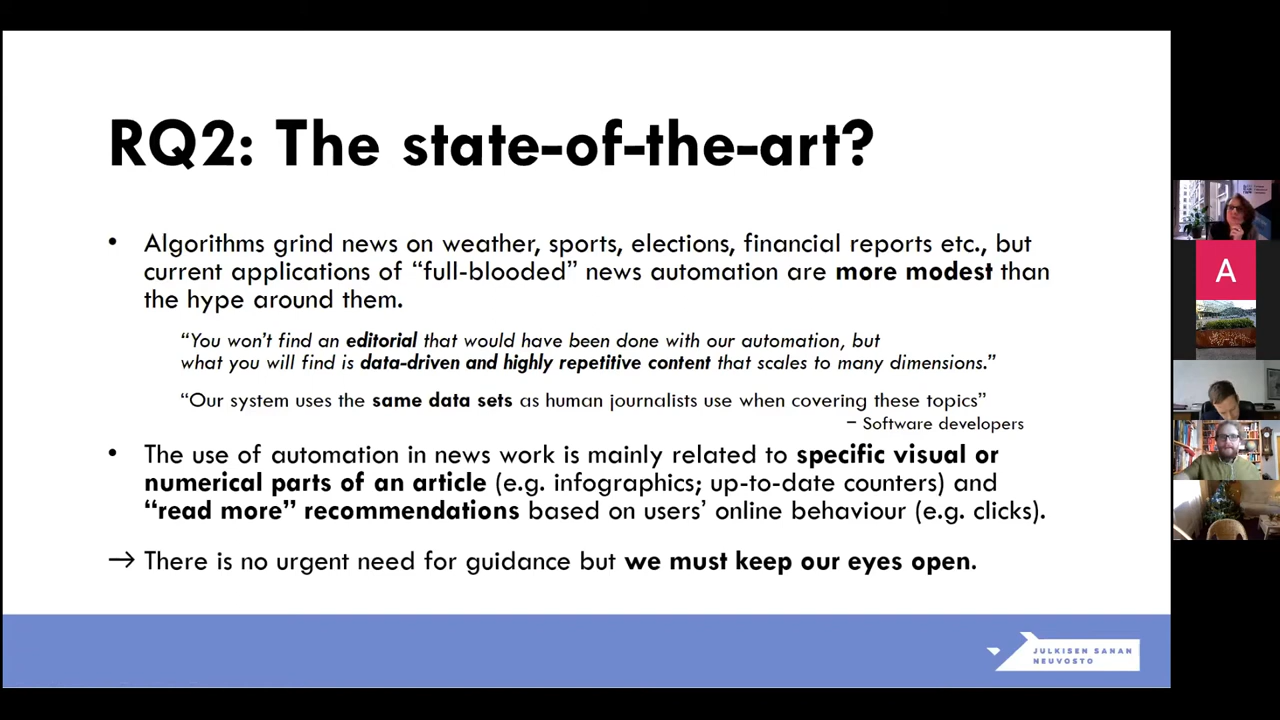 RQ2: The state-of-the-art?
• Algorithms grind news on weather, sports, elections, financial reports etc., but
current applications of “full-blooded” news automation are more modest than
the hype around them.
“You won’t find an editorial that would have been done with our automation, but
what you will find is data-driven and highly repetitive content that scales to many dimensions.”
“Our system uses the same data sets as human journalists use when covering these topics”
– Software developers
• The use of automation in news work is mainly related to specific visual or
numerical parts of an article (e.g. infographics; up-to-date counters) and
“read more” recommendations based on users’ online behaviour (e.g. clicks).
→ There is no urgent need for guidance but we must keep our eyes open.
JULKISEN SANAN
NEUVOSTO
A